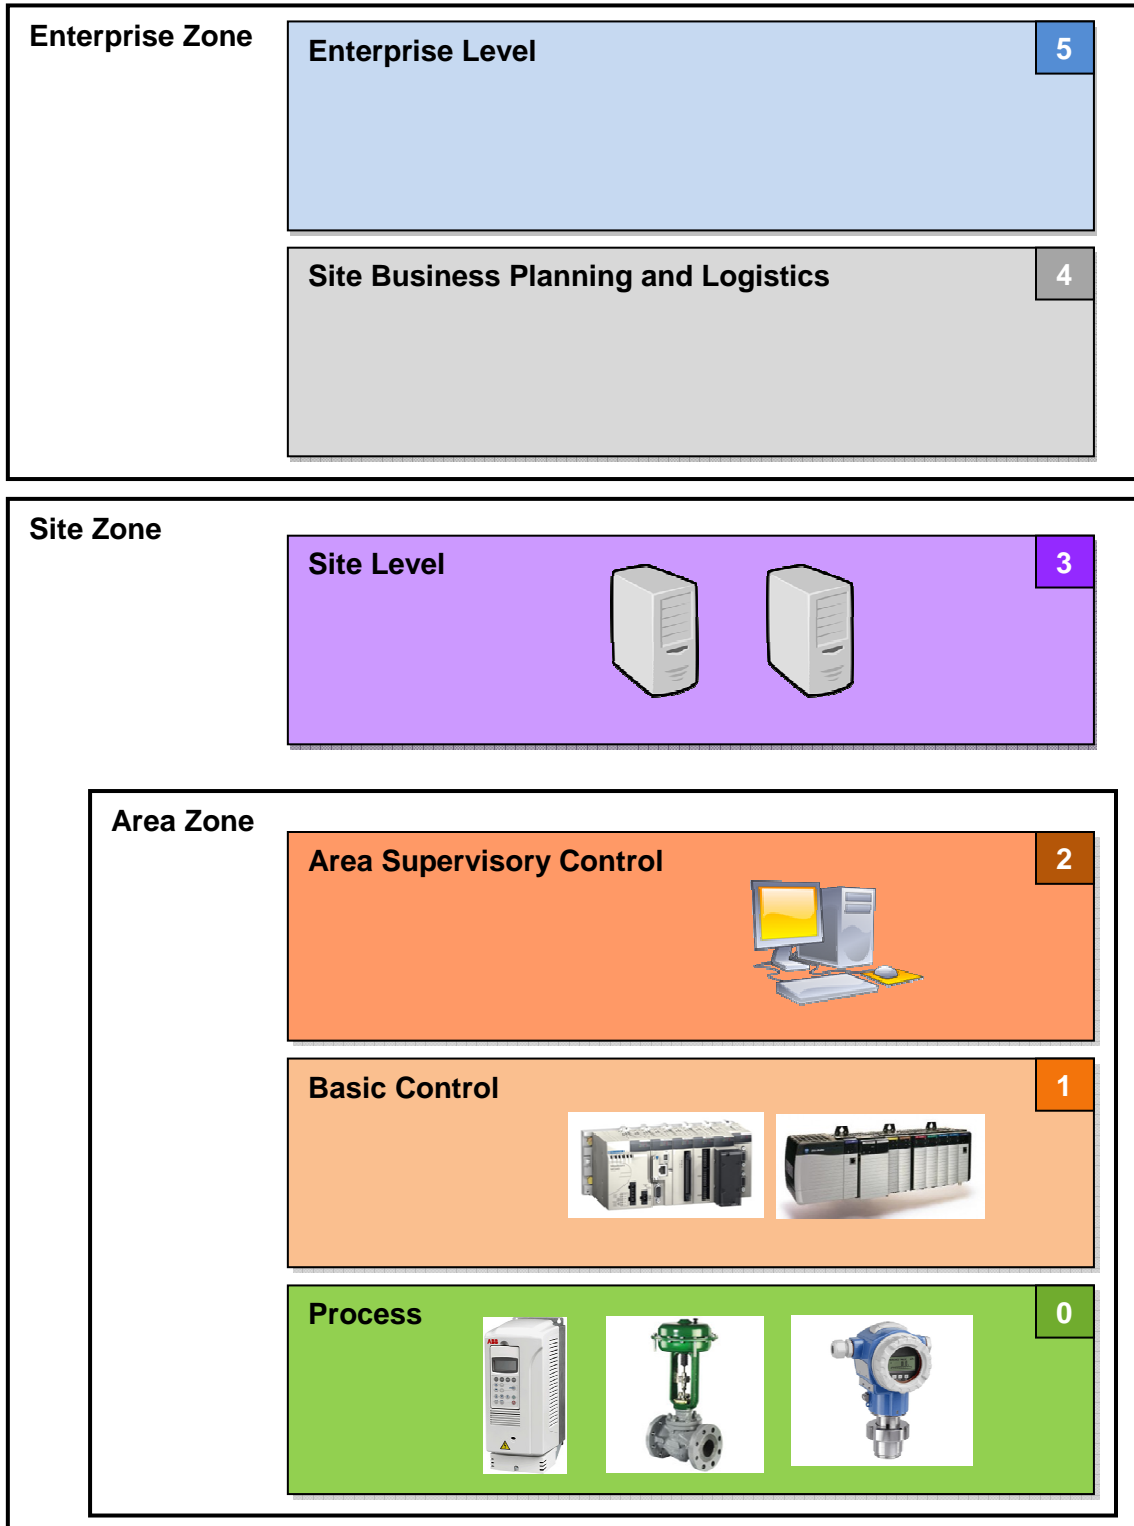 Enterprise Zone
Enterprise Level
5
Site Business Planning and Logistics
4
Site Zone
Site Level
3
Area Zone
Area Supervisory Control
2
Basic Control
1
Process
0
ABB